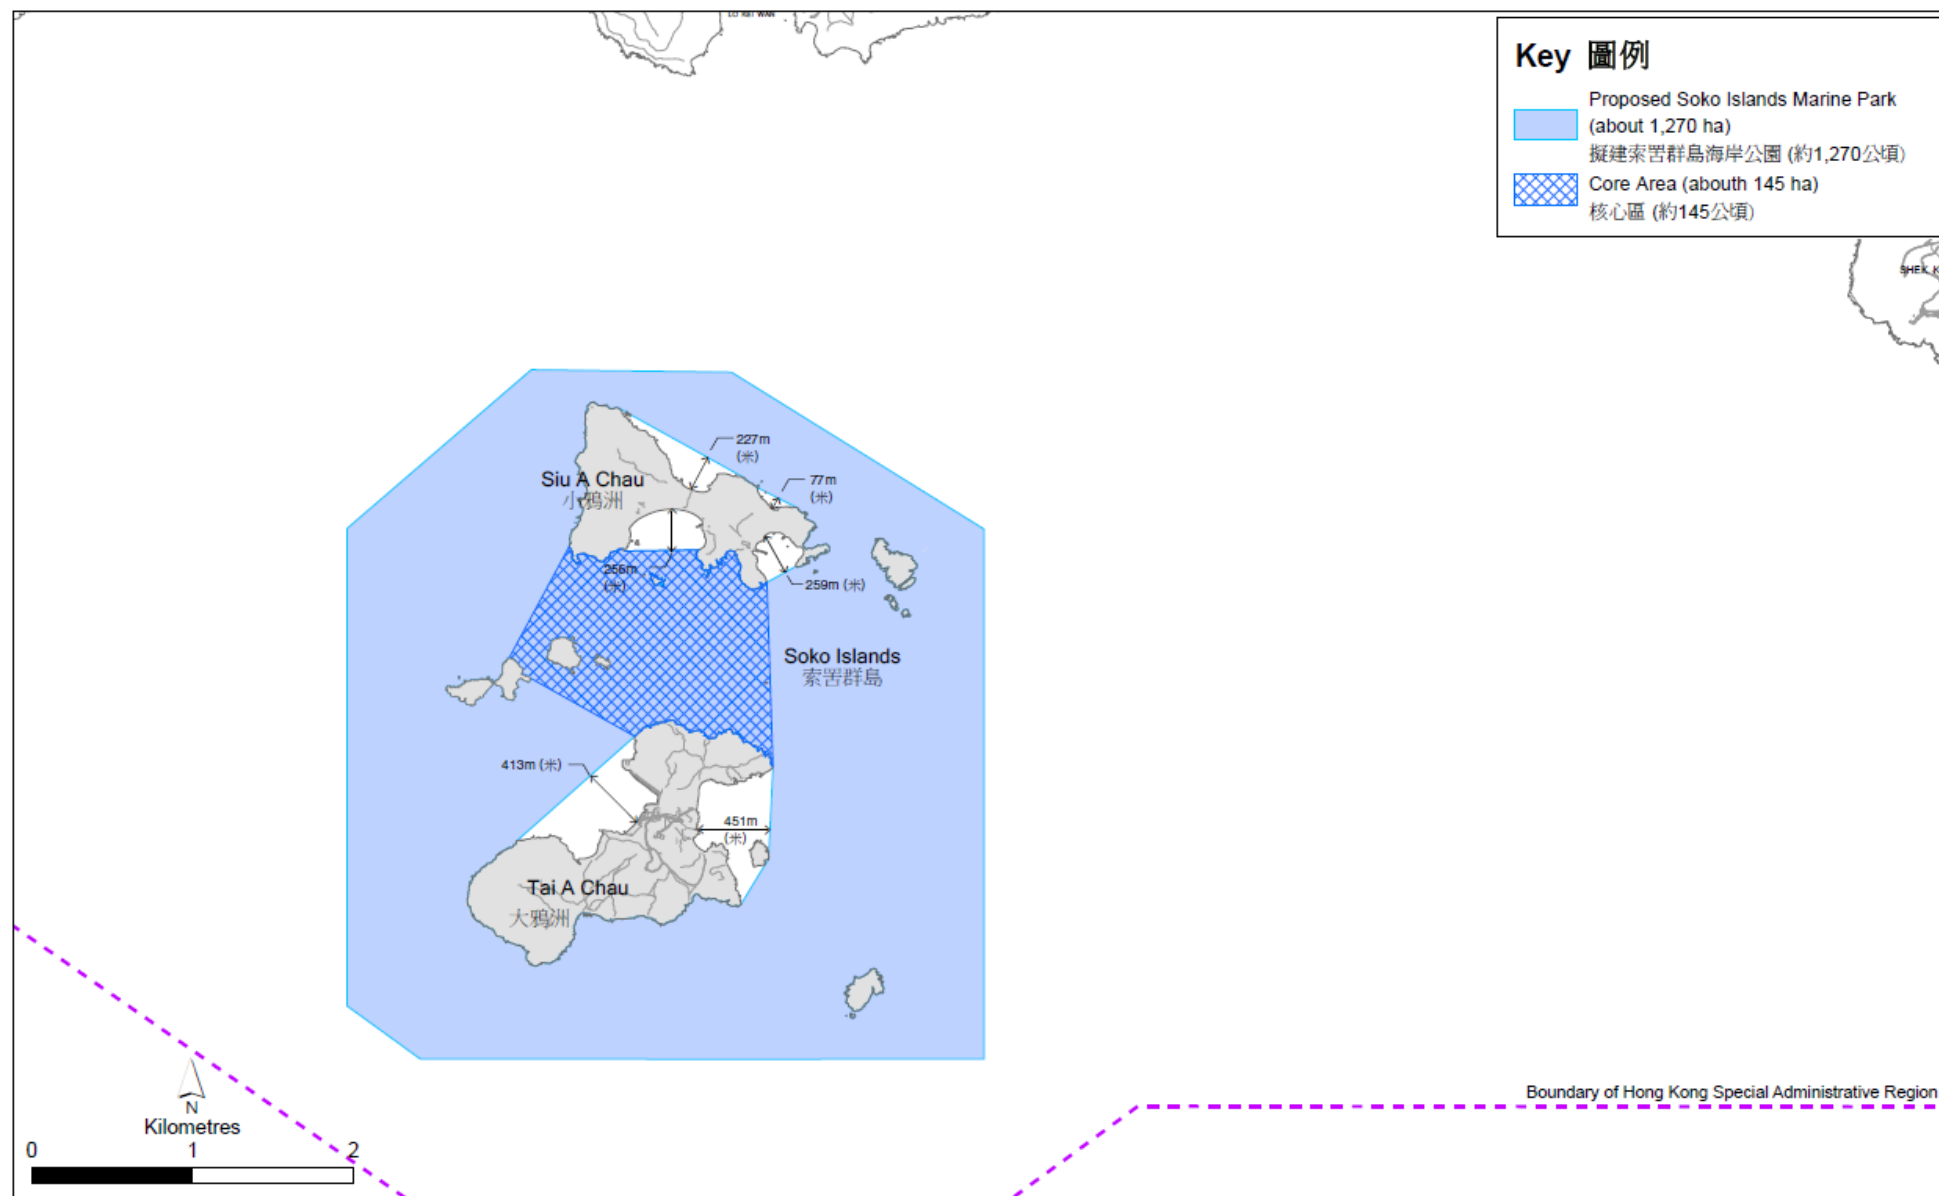 LO KEI WAN
Key 圖例
Proposed Soko Islands Marine Park
(about 1,270 ha)
擬建索罟群島海岸公園 (約1,270公頃)
Core Area (abouth 145 ha)
核心區 (約145公頃)
SHEK K
227m
(米)
77m
(米)
Siu A Chau
小鴉洲
256m
(米)
259m (米)
Soko Islands
索罟群島
413m (米)
451m
(米)
Tai A Chau
大鴉洲
Boundary of Hong Kong Special Administrative Region
N
Kilometres
0 1 2